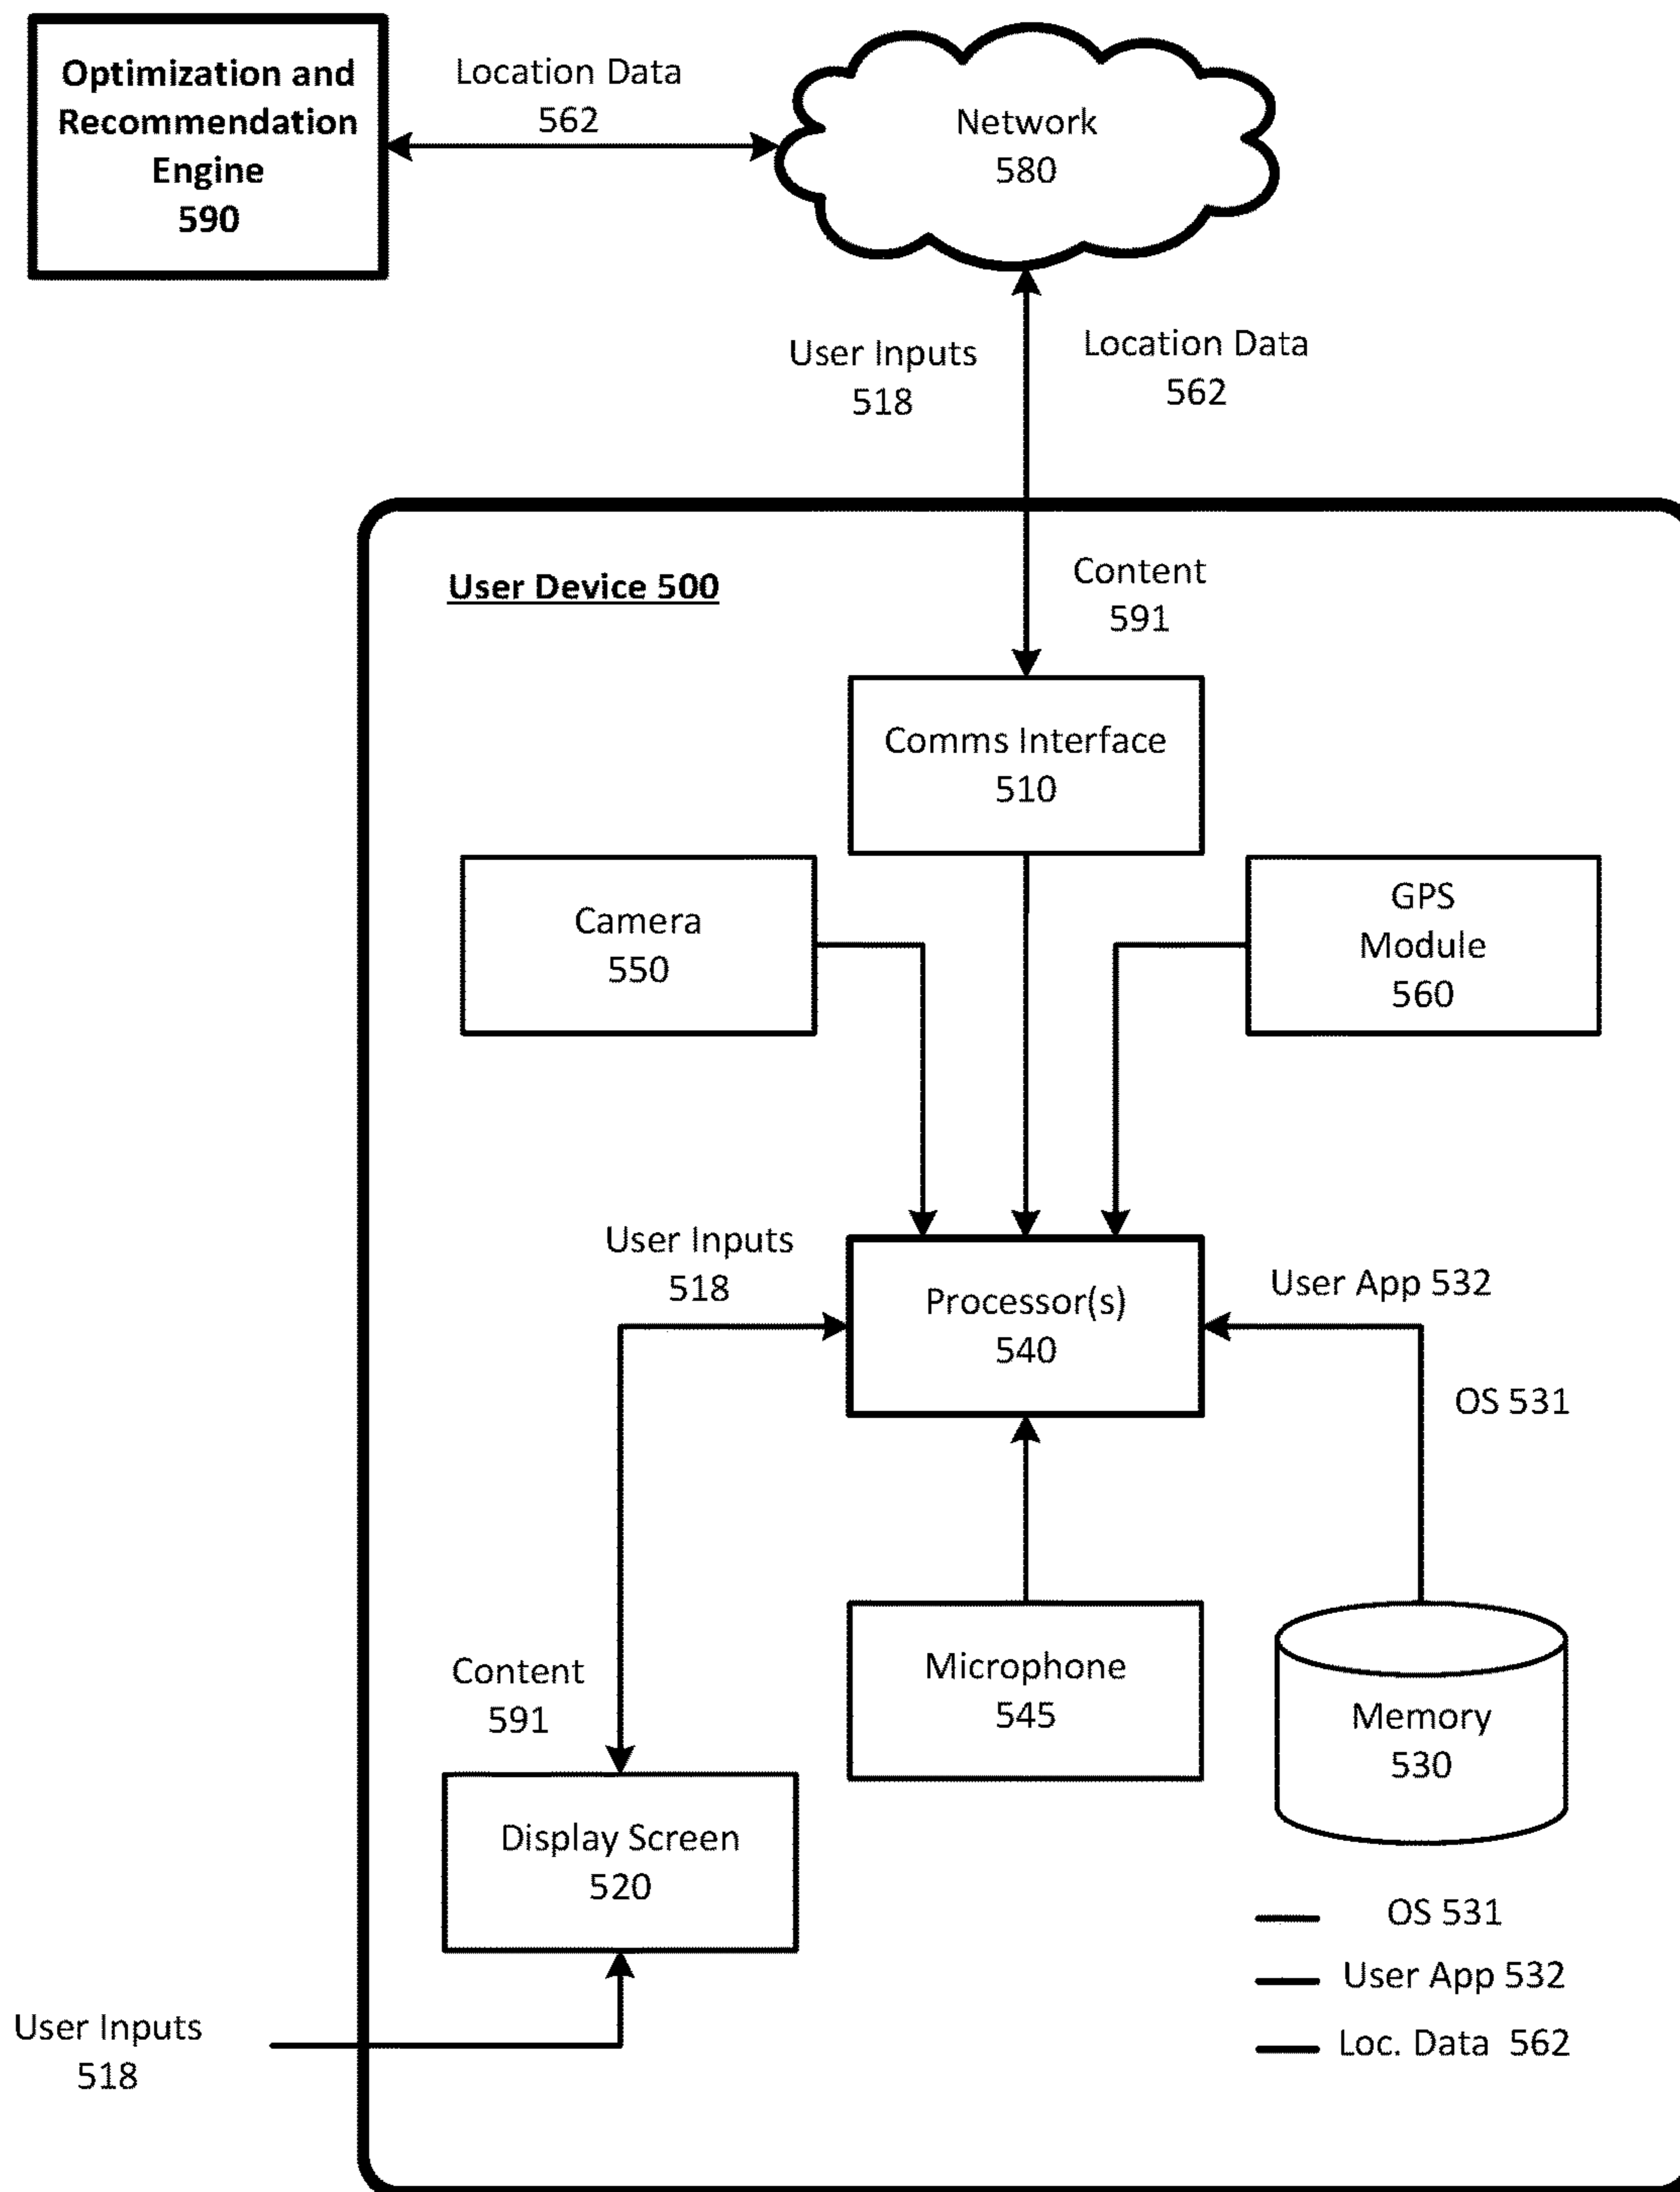 Optimization and
Recommendation
Engine
590
Location Data
562
Network
580
User Inputs
518
Location Data
562
User Device 500
Content
591
Comms Interface
510
Camera
550
GPS
Module
560
User Inputs
518
Processor(s)
540
User App 532
OS 531
Content
591
Microphone
545
Memory
530
Display Screen
520
OS 531
User App 532
Loc. Data 562
User Inputs
518